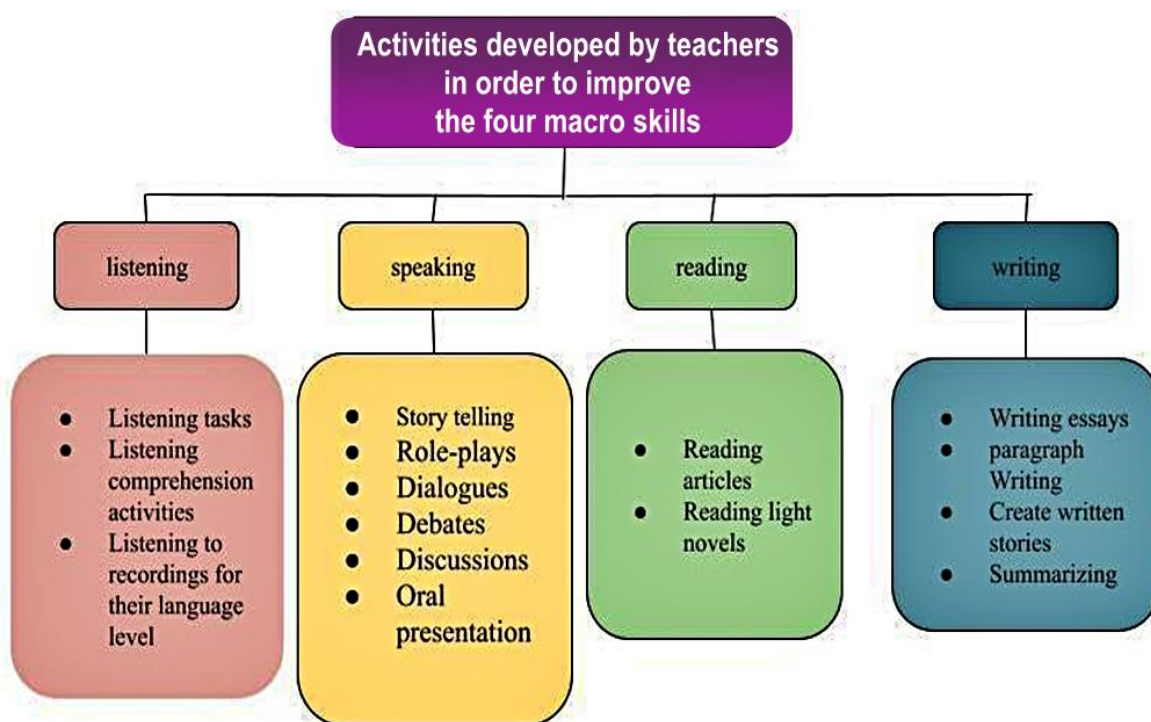 Activities developed by teachers
in order to improve
the four macro skills
listening
speaking
reading
writing
● Listening tasks
● Listening
comprehension
activities
● Listening to
recordings for
their language
level
● Story telling
● Role-plays
● Dialogues
● Debates
● Discussions
● Oral
presentation
● Reading
articles
● Reading light
novels
● Writing essays
● paragraph
Writing
● Create written
stories
● Summarizing